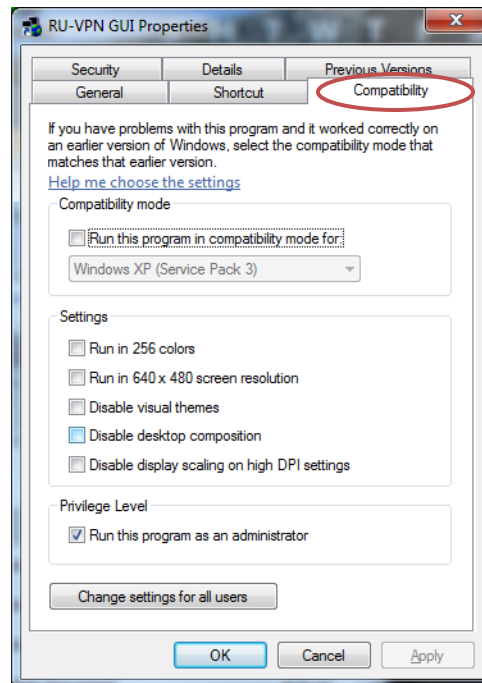 RU-VPN GUI Properties
Security Details Previous Versions
General Shortcut Compatibility
If you have problems with this program and it worked correctly on
an earlier version of Windows, select the compatibility mode that
matches that earlier version.
Help me choose the settings
Compatibility mode
Run this program in compatibility mode for:
Windows XP (Service Pack 3)
Settings
Run in 256 colors
Run in 640 x 480 screen resolution
Disable visual themes
Disable desktop composition
Disable display scaling on high DPI settings
Privilege Level
Run this program as an administrator
Change settings for all users
OK Cancel Apply